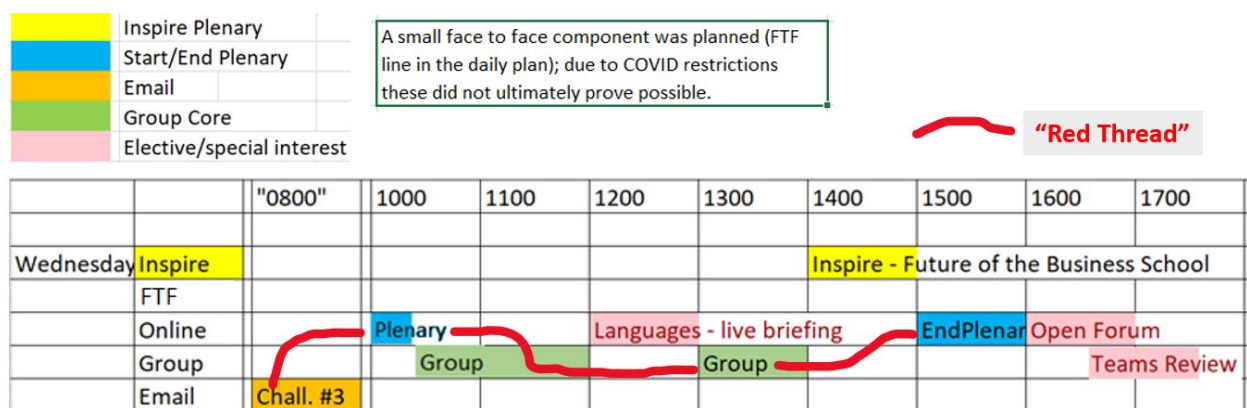 Inspire Plenary
Start/End Plenary
Email
Group Core
Elective/special interest
A small face to face component was planned (FTF
line in the daily plan); due to COVID restrictions
these did not ultimately prove possible.
“Red Thread”
"0800" 1000 1100 1200 1300 1400 1500 1600 1700
Wednesday Inspire Inspire - Future of the Business School
FTF
Online Plenary Languages - live briefing EndPlenar Open Forum
Group Group Group Teams Review
Email Chall. #3